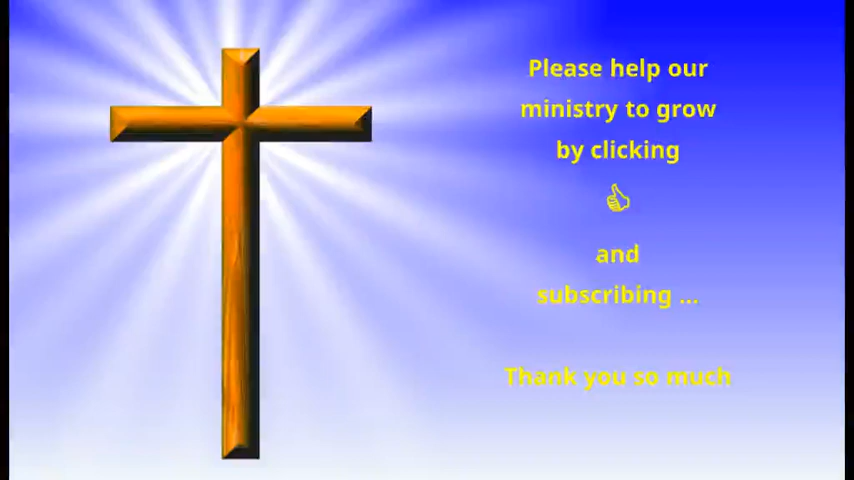 Please help our
ministry to grow
by clicking
👍
and
subscribing ...
Thank you so much